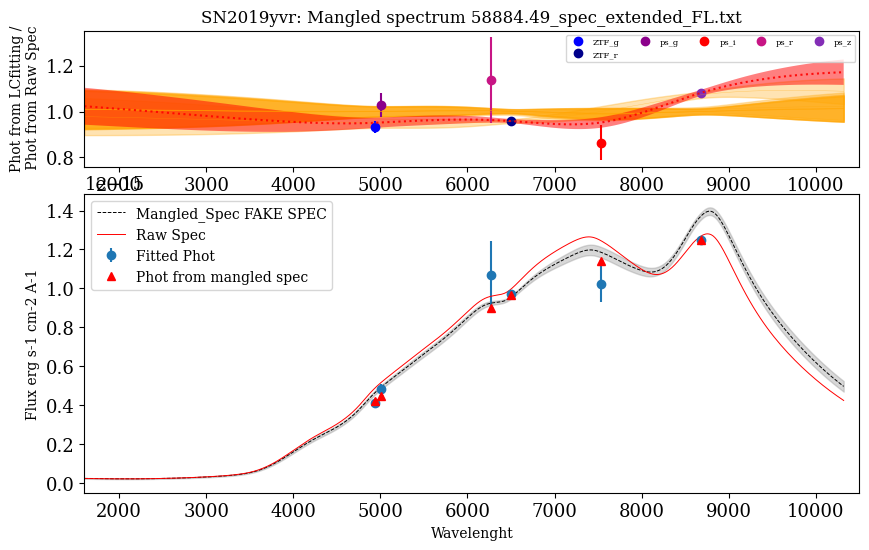 SN2019yvr: Mangled spectrum 58884.49_spec_extended_FL.txt
Phot from LCfitting /
Phot from Raw Spec
1.2
1.0
0.8
ZTF_g ps_g ps_i ps_r ps_z
ZTF_r
2000 3000 4000 5000 6000 7000 8000 9000 10000
Flux erg s-1 cm-2 A-1
1.4
1.2
1.0
0.8
0.6
0.4
0.2
0.0
Mangled_Spec FAKE SPEC
Raw Spec
Fitted Phot
Phot from mangled spec
2000 3000 4000 5000 6000 7000 8000 9000 10000
Wavelenght